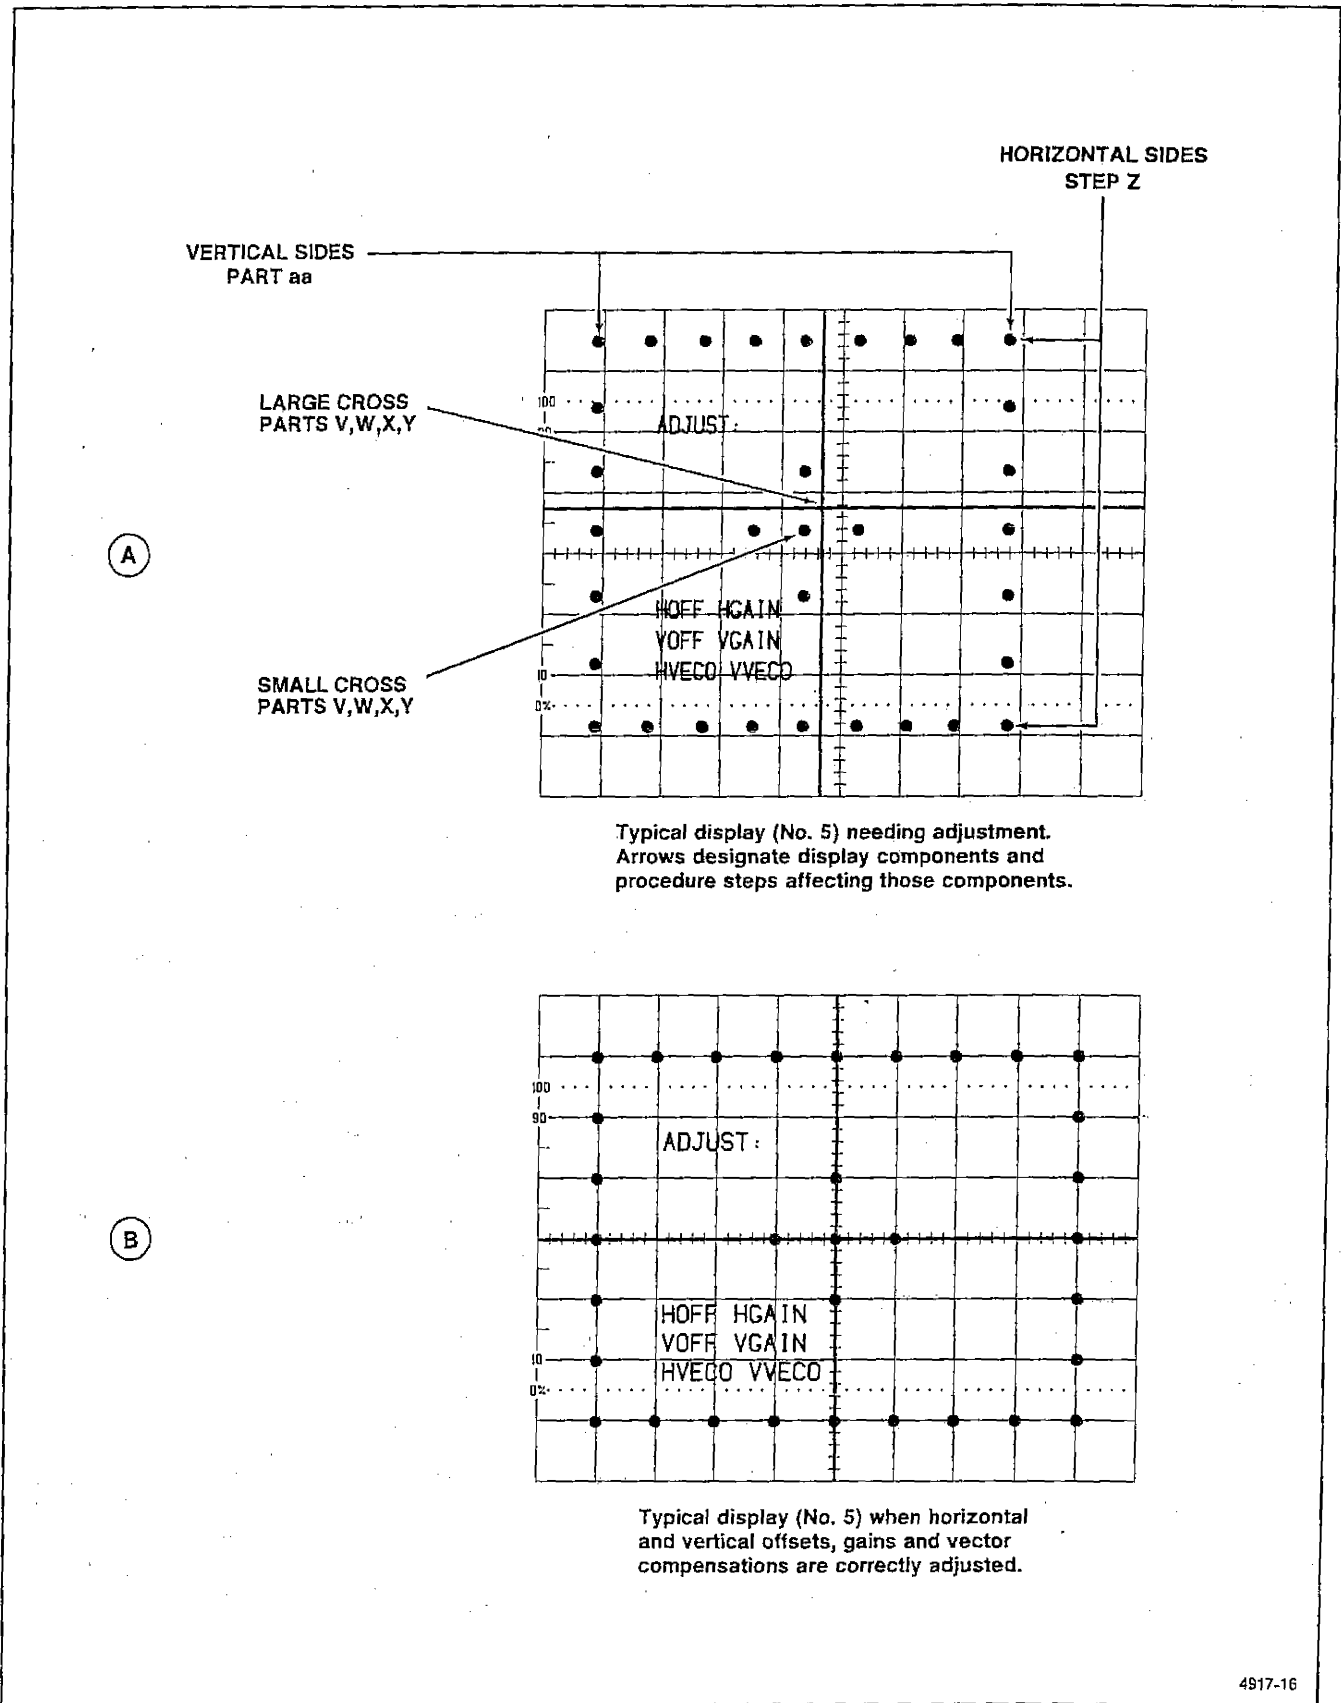 HORIZONTAL SIDES
STEP Z
VERTICAL SIDES
PART aa
LARGE CROSS
PARTS V,W,X,Y
100
ADJUST:
A
HOFF HGAIN
VOFF VGAIN
HVECO VVECO
SMALL CROSS
PARTS V,W,X,Y
10
0%
Typical display (No. 5) needing adjustment.
Arrows designate display components and
procedure steps affecting those components.
100
90
ADJUST:
B
HOFF HGAIN
VOFF VGAIN
HVECO VVECO
10
0%
Typical display (No. 5) when horizontal
and vertical offsets, gains and vector
compensations are correctly adjusted.
4917-16